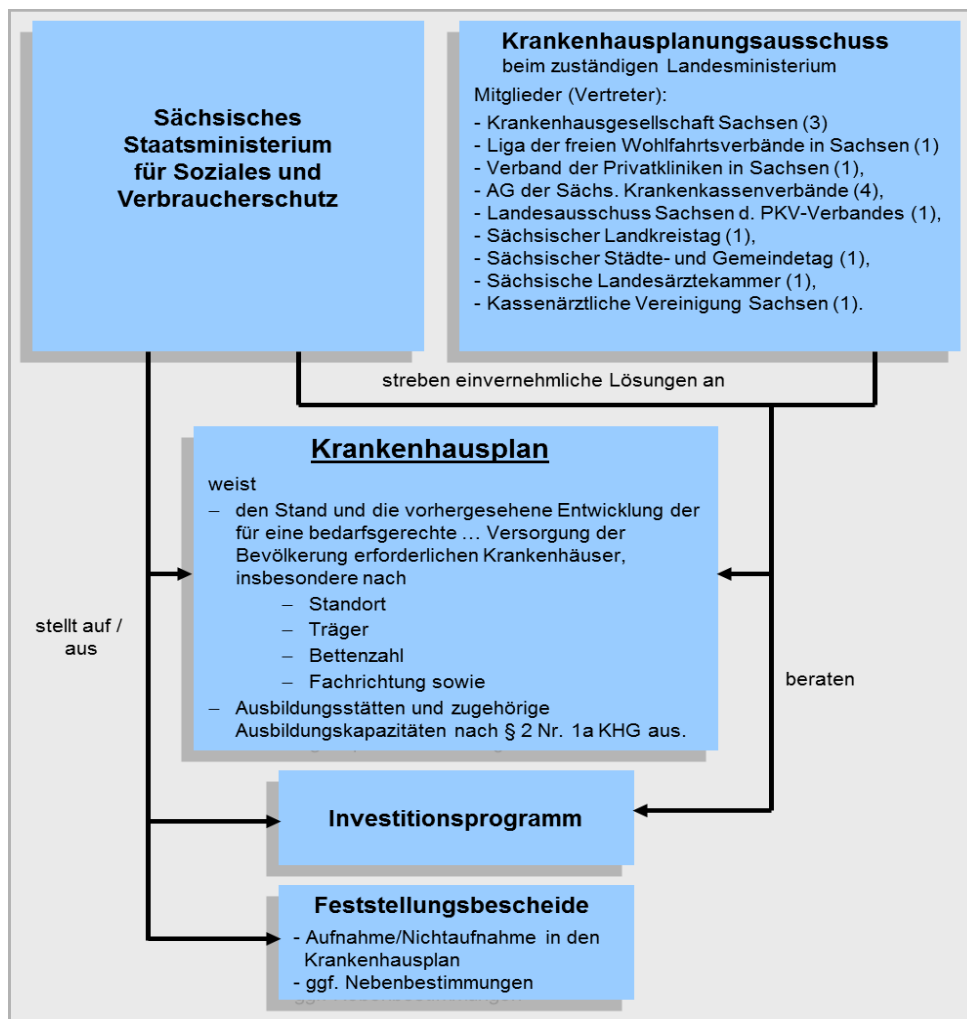 Sächsisches
Staatsministerium
für Soziales und
Verbraucherschutz
Krankenhausplanungsausschuss
beim zuständigen Landesministerium
Mitglieder (Vertreter):
- Krankenhausgesellschaft Sachsen (3)
- Liga der freien Wohlfahrtsverbände in Sachsen (1)
- Verband der Privatkliniken in Sachsen (1),
- AG der Sächs. Krankenkassenverbände (4),
- Landesausschuss Sachsen d. PKV-Verbandes (1),
- Sächsischer Landkreistag (1),
- Sächsischer Städte- und Gemeindetag (1),
- Sächsische Landesärztekammer (1),
- Kassenärztliche Vereinigung Sachsen (1).
streben einvernehmliche Lösungen an
Krankenhausplan
weist
– den Stand und die vorhergesehene Entwicklung der
für eine bedarfsgerechte … Versorgung der
Bevölkerung erforderlichen Krankenhäuser,
insbesondere nach
– Standort
– Träger
– Bettenzahl
– Fachrichtung sowie
– Ausbildungsstätten und zugehörige
Ausbildungskapazitäten nach § 2 Nr. 1a KHG aus.
stellt auf /
aus
beraten
Investitionsprogramm
Feststellungsbescheide
- Aufnahme/Nichtaufnahme in den
Krankenhausplan
- ggf. Nebenbestimmungen